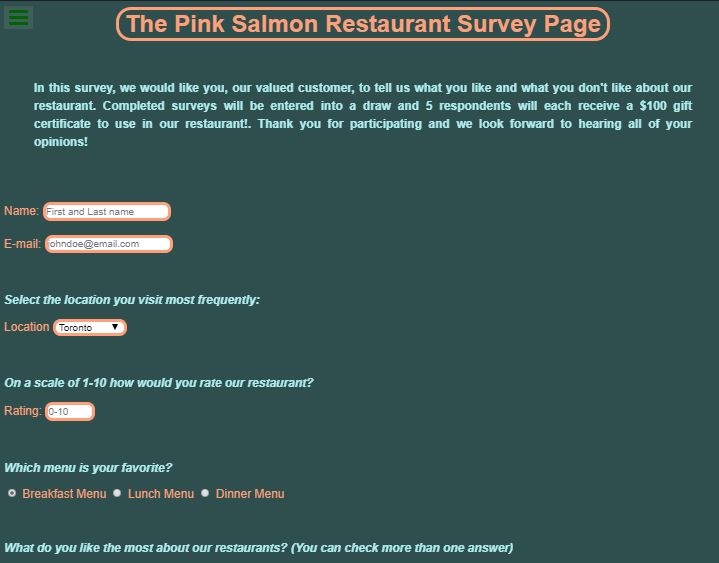 The Pink Salmon Restaurant Survey Page
In this survey, we would like you, our valued customer, to tell us what you like and what you don't like about our
restaurant. Completed surveys will be entered into a draw and 5 respondents will each receive a $100 gift
certificate to use in our restaurant!. Thank you for participating and we look forward to hearing all of your
opinions!
Name: First and Last name
E-mail: johndoe@email.com
Select the location you visit most frequently:
Location Toronto
On a scale of 1-10 how would you rate our restaurant?
Rating: 0-10
Which menu is your favorite?
Breakfast Menu Lunch Menu Dinner Menu
What do you like the most about our restaurants? (You can check more than one answer)